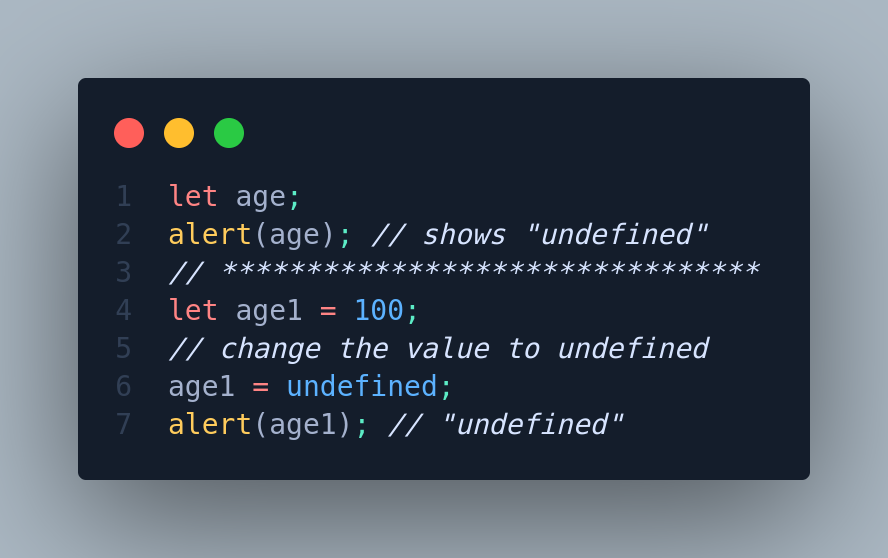 1 let age;
2 alert(age); // shows "undefined"
3 // ********************************
4 let age1 = 100;
5 // change the value to undefined
6 age1 = undefined;
7 alert(age1); // "undefined"